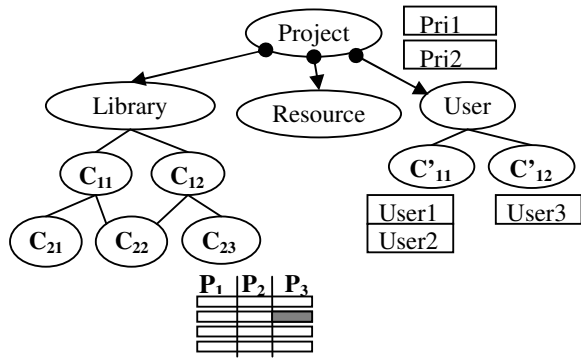 Project
Pri1
Pri2
Library
Resource
User
C11
C12
C'11
C'12
User1
User3
User2
C21
C22
C23
P1 P2 P3